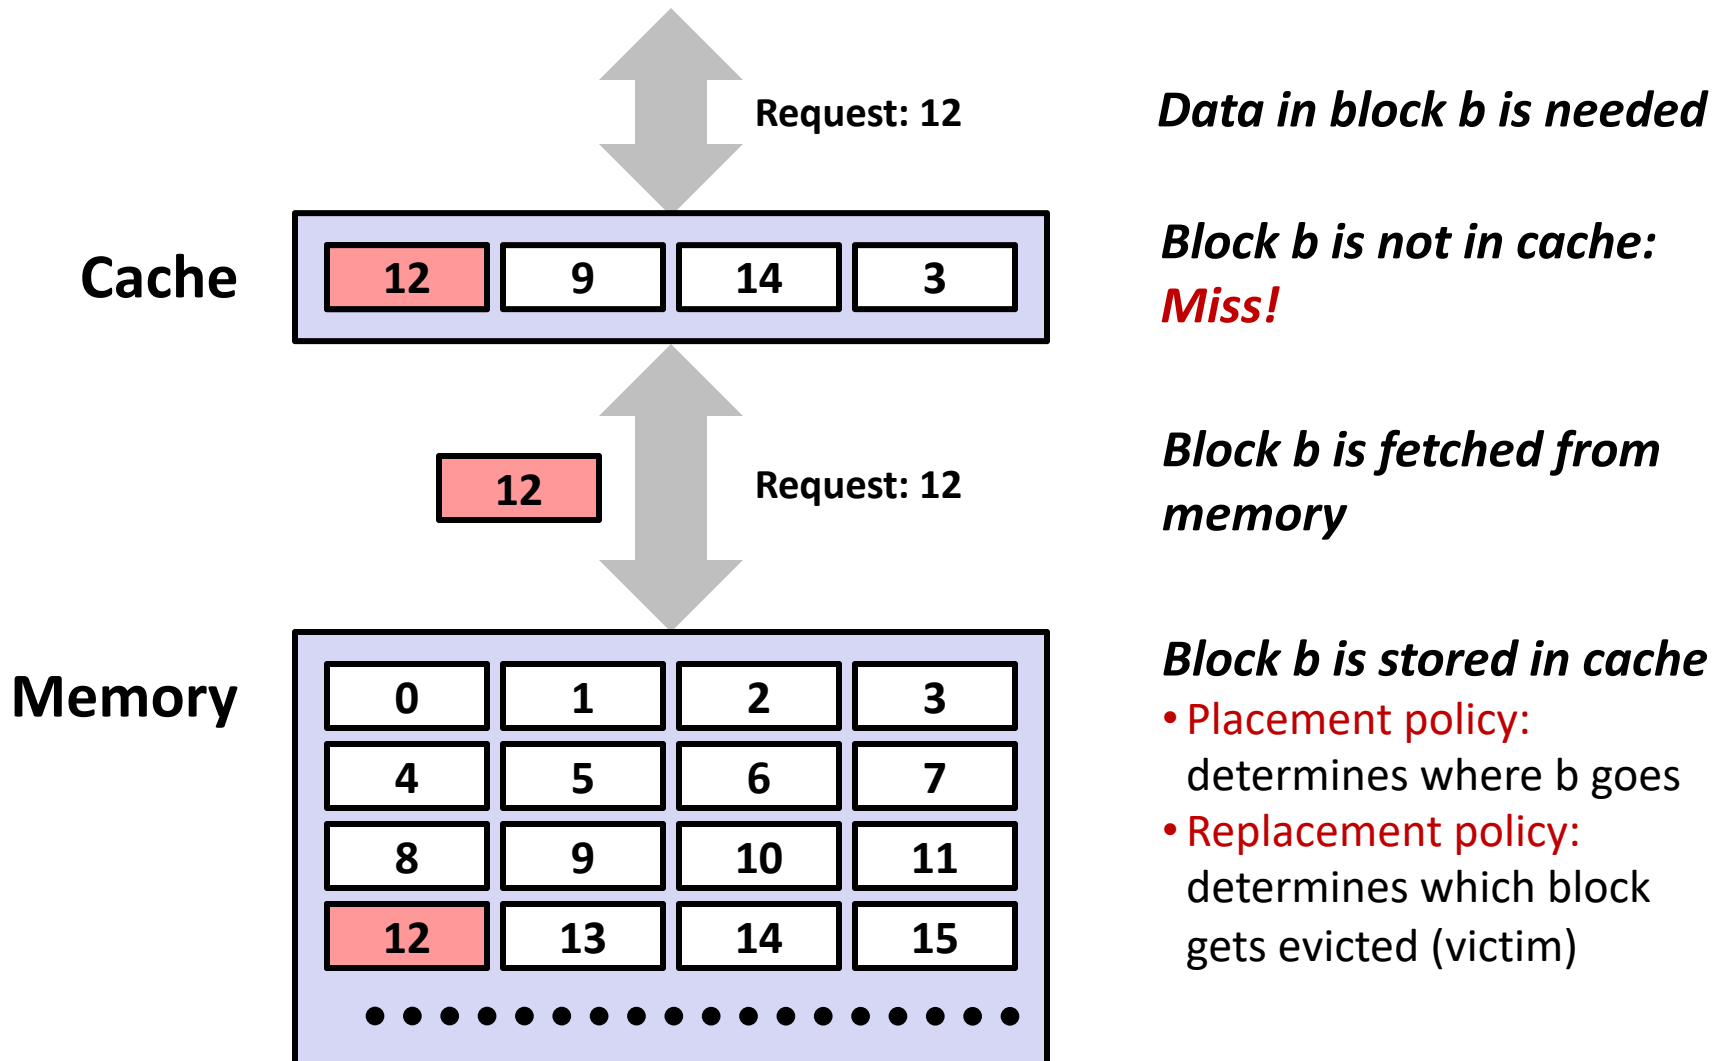 Request: 12
Data in block b is needed
Cache
12 9 14 3
Block b is not in cache:
Miss!
12
Request: 12
Block b is fetched from
memory
Memory
0 1 2 3
4 5 6 7
8 9 10 11
12 13 14 15
Block b is stored in cache
• Placement policy:
determines where b goes
• Replacement policy:
determines which block
gets evicted (victim)